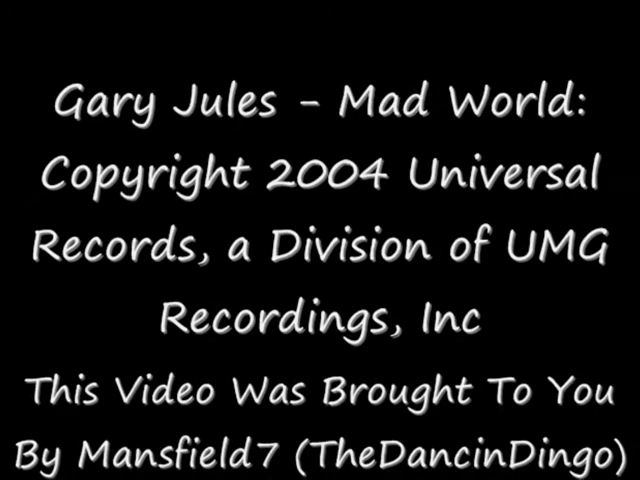 Gary Jules - Mad World:
Copyright 2004 Universal
Records, a Division of UMG
Recordings, Inc
This Video Was Brought To You
By Mansfield7 (TheDancinDingo)